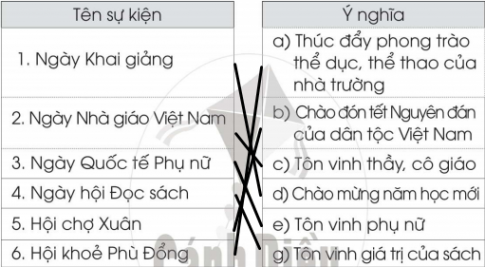 Tên sự kiện
Ý nghĩa
1. Ngày Khai giảng
a) Thúc đẩy phong trào
thể dục, thể thao của
nhà trường
2. Ngày Nhà giáo Việt Nam
b) Chào đón tết Nguyên đán
của dân tộc Việt Nam
3. Ngày Quốc tế Phụ nữ
c) Tôn vinh thầy, cô giáo
4. Ngày hội Đọc sách
d) Chào mừng năm học mới
5. Hội chợ Xuân
e) Tôn vinh phụ nữ
6. Hội khoẻ Phù Đổng
g) Tôn vinh giá trị của sách
Cánh Diều